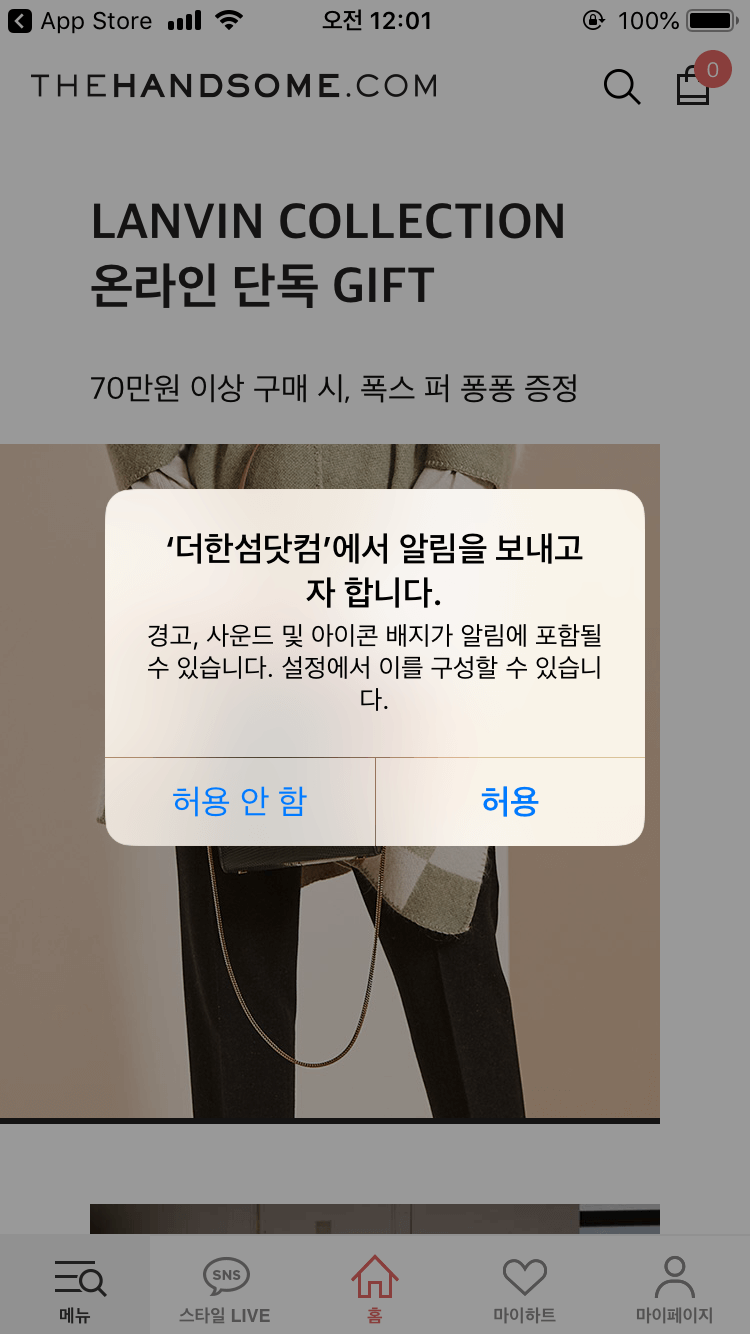 App Store 오전 12:01 100%
THEHANDSOME.COM 0
LANVIN COLLECTION
온라인 단독 GIFT
70만원 이상 구매 시, 폭스 퍼 퐁퐁 증정
‘더한섬닷컴’에서 알림을 보내고
자 합니다.
경고, 사운드 및 아이콘 배지가 알림에 포함될
수 있습니다. 설정에서 이를 구성할 수 있습니
다.
허용 안 함 허용
SNS
메뉴 스타일 LIVE 홈 마이하트 마이페이지